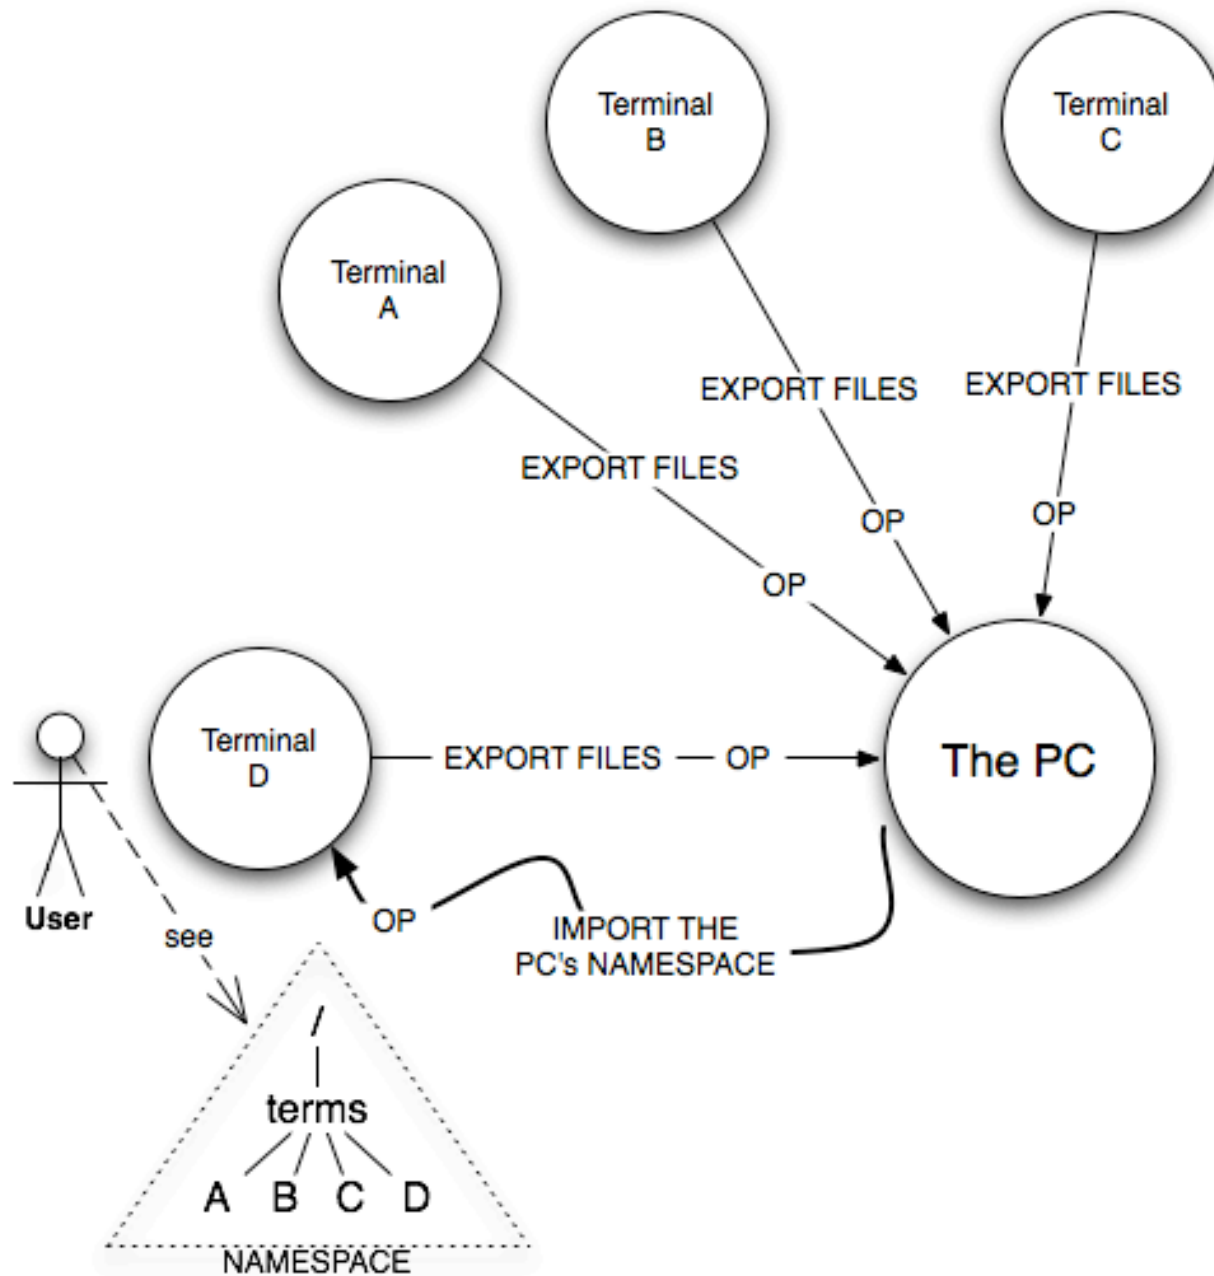 Terminal
B
Terminal
C
Terminal
A
EXPORT FILES
EXPORT FILES
EXPORT FILES
OP
OP
OP
Terminal
D
EXPORT FILES
OP
The PC
User
see
OP
IMPORT THE
PC's NAMESPACE
/
terms
A B C D
NAMESPACE